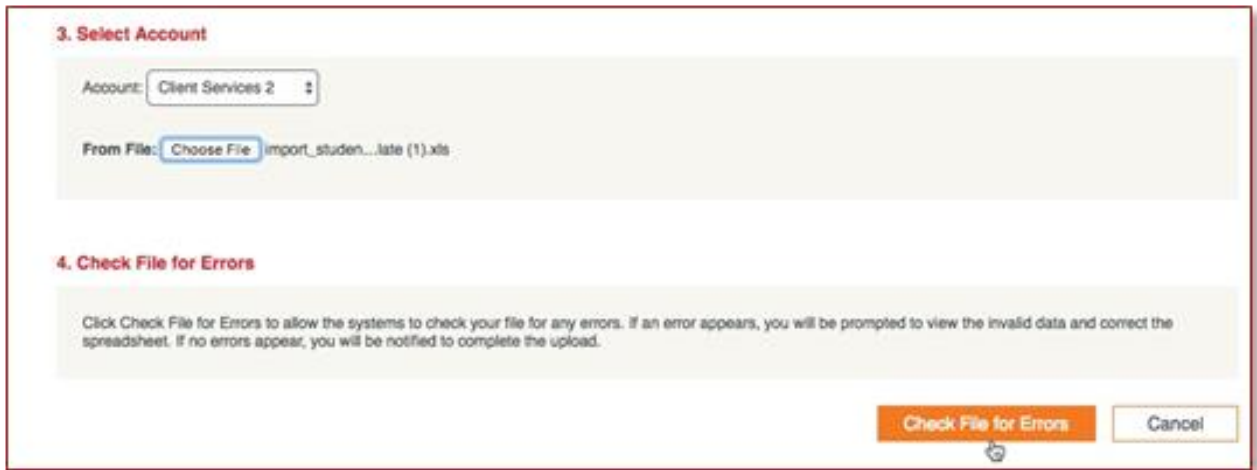 3. Select Account
Account: Client Services 2
From File: Choose File import_studen...late (1).xls
4. Check File for Errors
Click Check File for Errors to allow the systems to check your file for any errors. If an error appears, you will be prompted to view the invalid data and correct the
spreadsheet. If no errors appear, you will be notified to complete the upload.
Check File for Errors Cancel